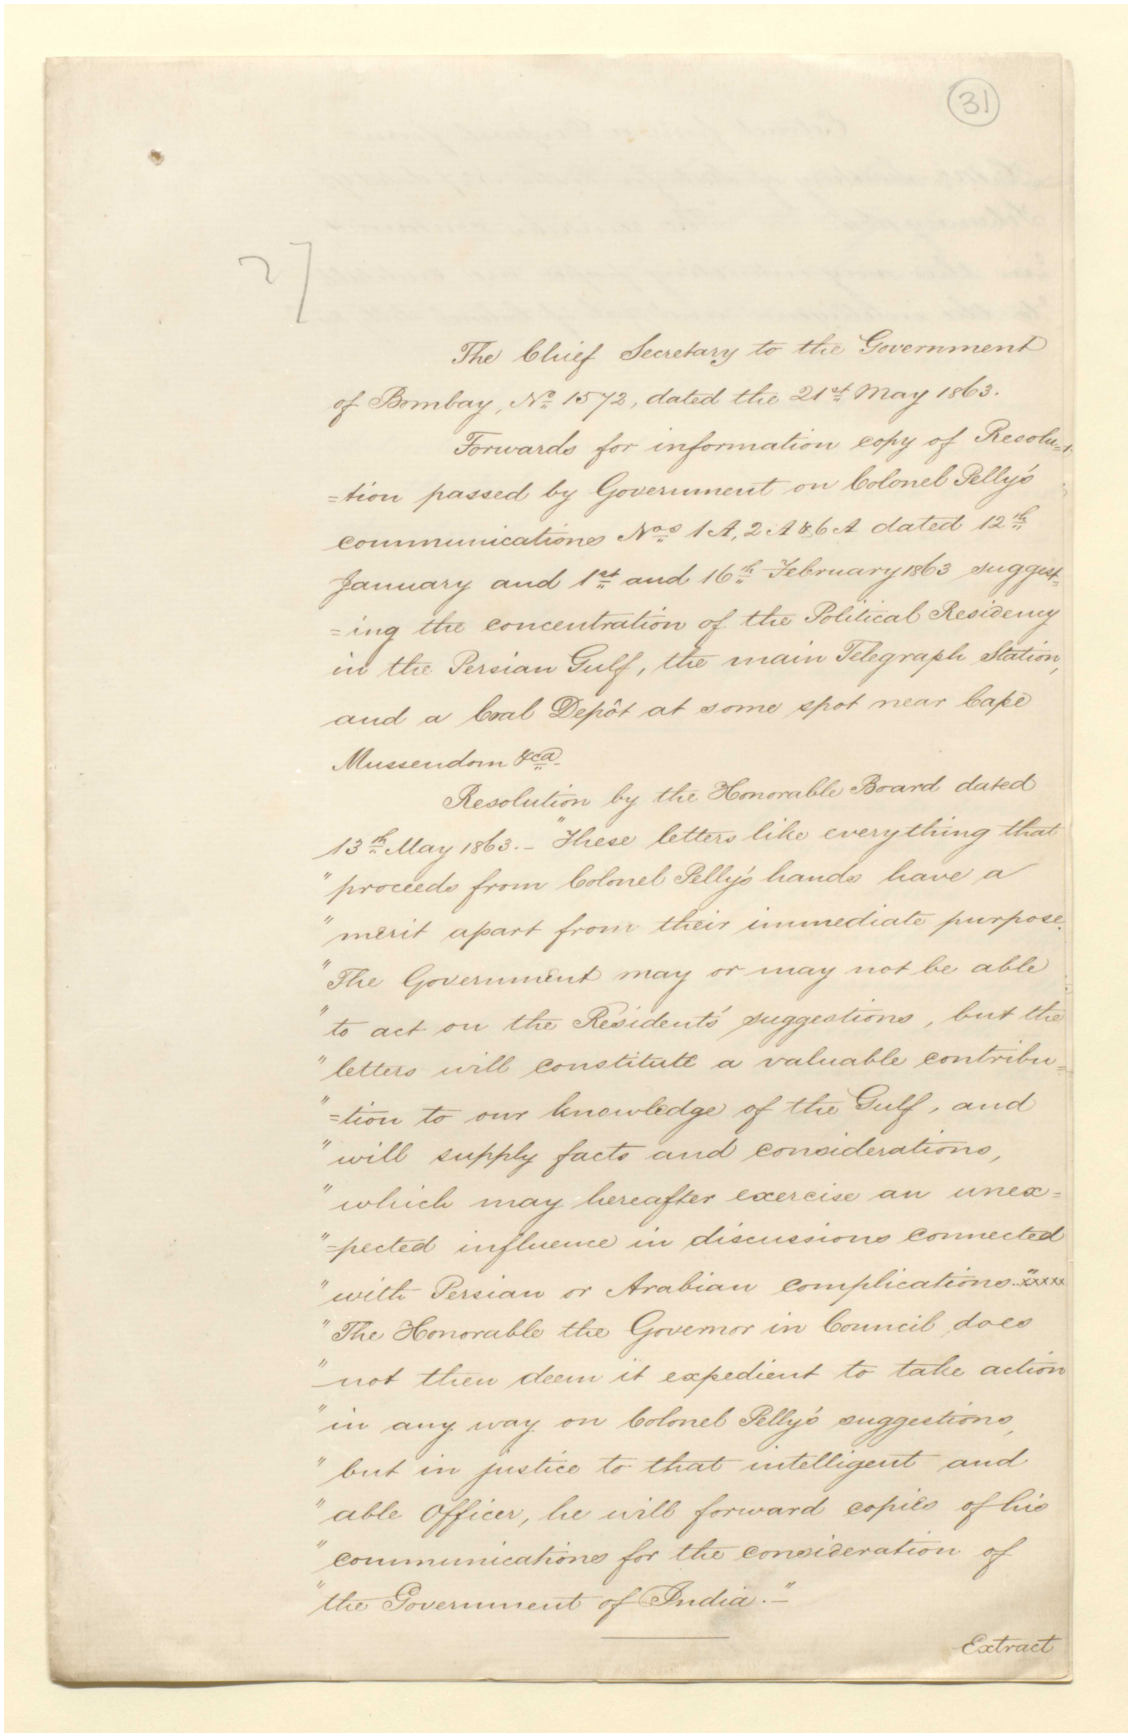 31
27
The Chief Secretary to the Government
of Bombay, No. 1572, dated the 21st May 1863.
Forwards for information copy of Resolu-
=tion passed by Government on Colonel Pelly's
communications Nos 1A, 2A & 6A dated 12th
January and 1st and 16th February 1863 suggest-
=ing the concentration of the Political Residency
in the Persian Gulf, the main Telegraph Station,
and a Coal Depôt at some spot near Cape
Mussendom &ca.
Resolution by the Honorable Board dated
13th May 1863. - "These letters like everything that
"proceeds from Colonel Pelly's hands have a
"merit apart from their immediate purpose.
"The Government may or may not be able
"to act on the Resident's suggestions, but the
"letters will constitute a valuable contribu=
"=tion to our knowledge of the Gulf, and
"will supply facts and considerations,
"which may hereafter exercise an unex=
"=pected influence in discussions connected
"with Persian or Arabian complications." xxxxx
"The Honorable the Governor in Council does
"not then deem it expedient to take action
"in any way on Colonel Pelly's suggestions,
"but in justice to that intelligent and
"able Officer, he will forward copies of his
"communications for the consideration of
"the Government of India." -
Extract